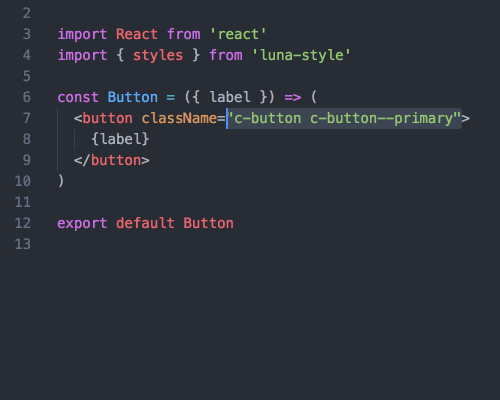 2
3 import React from 'react'
4 import { styles } from 'luna-style'
5
6 const Button = ({ label }) => (
7 <button className="c-button c-button--primary">
8 {label}
9 </button>
10 )
11
12 export default Button
13